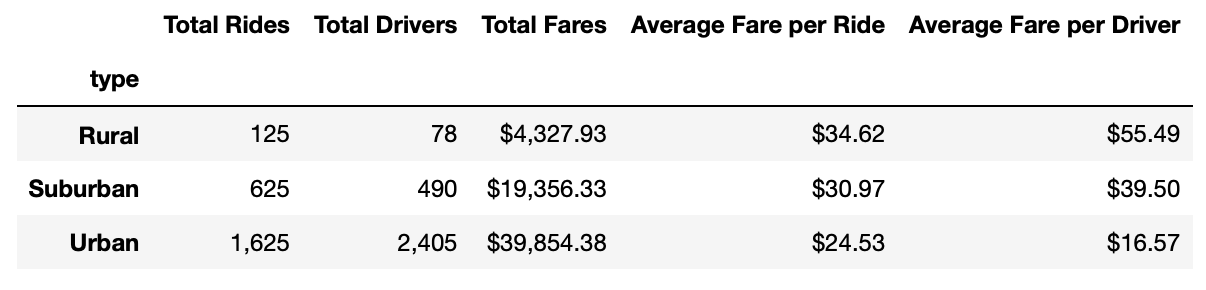 Total Rides Total Drivers Total Fares Average Fare per Ride Average Fare per Driver
type
Rural 125 78 $4,327.93 $34.62 $55.49
Suburban 625 490 $19,356.33 $30.97 $39.50
Urban 1,625 2,405 $39,854.38 $24.53 $16.57